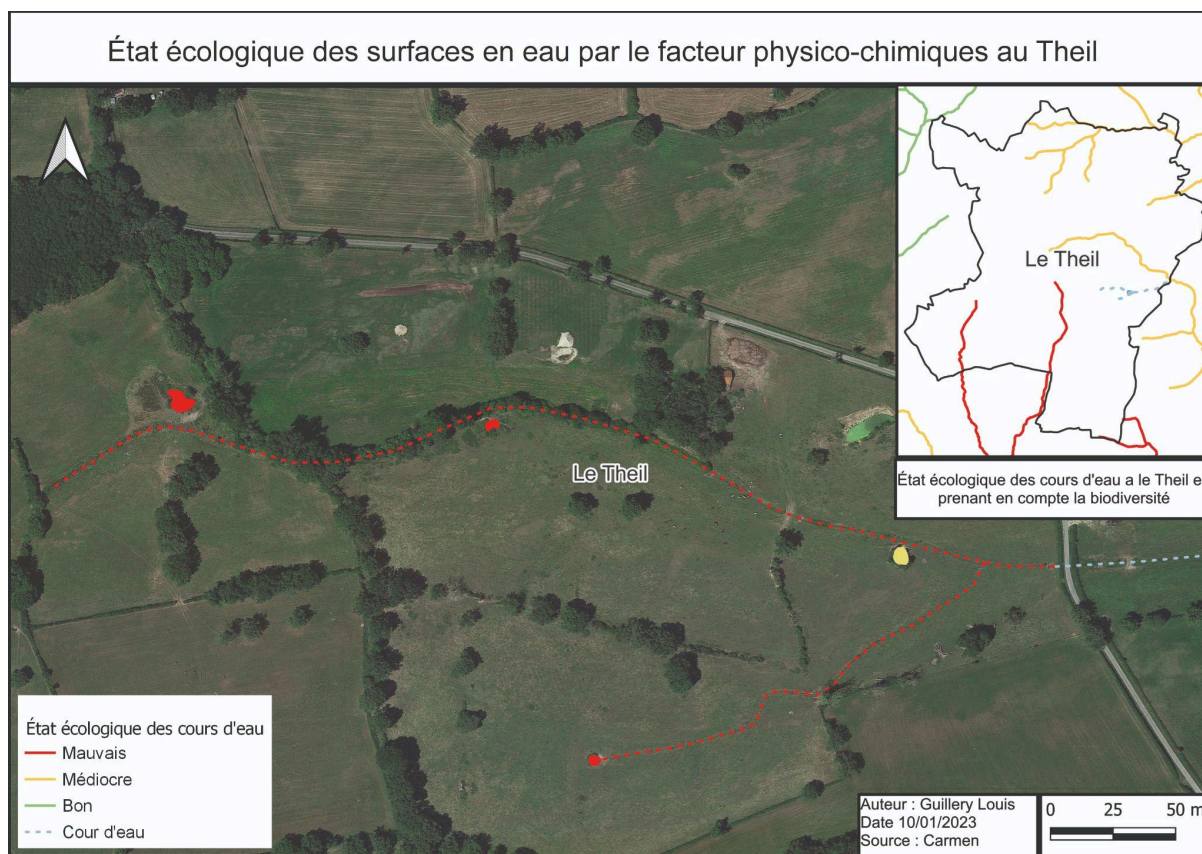 État écologique des surfaces en eau par le facteur physico-chimiques au Theil
Le Theil
État écologique des cours d'eau a le Theil e
prenant en compte la biodiversité
Le Theil
État écologique des cours d'eau
Mauvais
Médiocre
Bon
Cour d'eau
Auteur : Guillery Louis
Date 10/01/2023
Source : Carmen
0 25 50 m